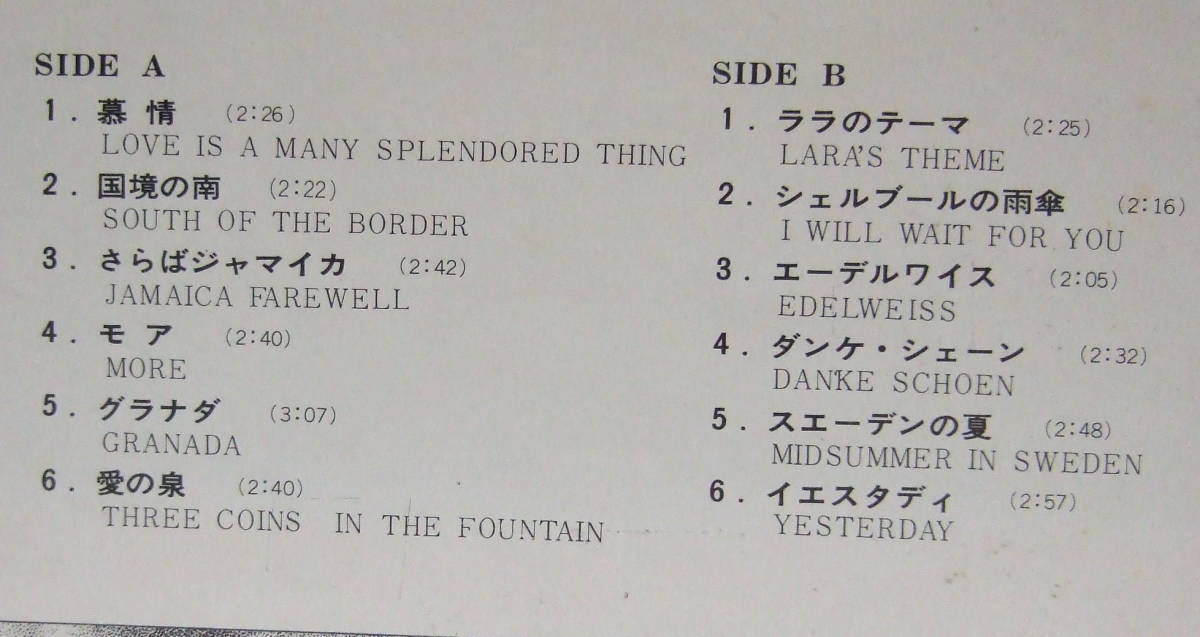 SIDE A
1. 慕情 (2:26)
LOVE IS A MANY SPLENDORED THING
2. 国境の南 (2:22)
SOUTH OF THE BORDER
3. さらばジャマイカ (2:42)
JAMAICA FAREWELL
4. モア (2:40)
MORE
5. グラナダ (3:07)
GRANADA
6. 愛の泉 (2:40)
THREE COINS IN THE FOUNTAIN
SIDE B
1. ララのテーマ (2:25)
LARA'S THEME
2. シェルブールの雨傘 (2:16)
I WILL WAIT FOR YOU
3. エーデルワイス (2:05)
EDELWEISS
4. ダンケ・シェーン (2:32)
DANKE SCHOEN
5. スエーデンの夏 (2:48)
MIDSUMMER IN SWEDEN
6. イエスタディ (2:57)
YESTERDAY